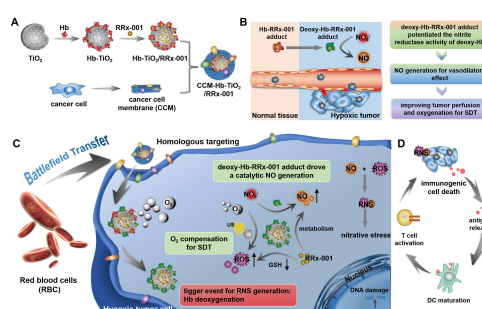 A
Hb
RRx-001
TiO2
Hb-TiO2
Hb-TiO2/RRx-001
CCM-Hb-TiO2
/RRx-001
cancer cell
cancer cell
membrane (CCM)
B
Hb-RRx-001
adduct
Deoxy-Hb-RRx-001
adduct
NO
Normal tissue
Hypoxic tumor
deoxy-Hb-RRx-001 adduct
potentiated the nitrite
reductase activity of deoxy-Hb
NO generation for vasodilator
effect
improving tumor perfusion
and oxygenation for SDT
C
Battlefield Transfer
Homologous targeting
Red blood cells
(RBC)
deoxy-Hb-RRx-001 adduct drove
a catalytic NO generation
O2
O2
O2 compensation
for SDT
US
ROS
GSH
RRx-001
metabolism
NO
ROS
RNS
nitrative stress
tigger event for RNS generation:
Hb deoxygenation
Nucleus
DNA damage
Hypoxic tumor cell
D
RNS
immunogenic
cell death
T cell
activation
DC maturation